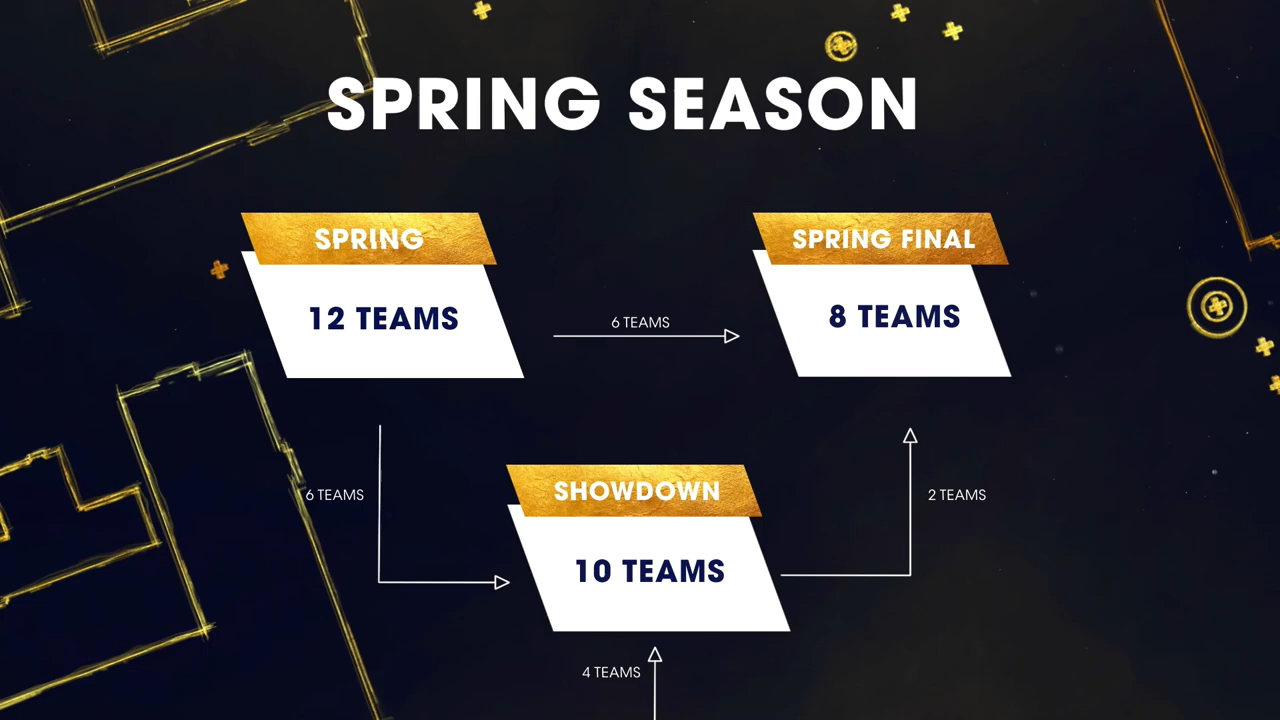 SPRING SEASON
SPRING
12 TEAMS
6 TEAMS
SPRING FINAL
8 TEAMS
6 TEAMS
SHOWDOWN
10 TEAMS
2 TEAMS
4 TEAMS